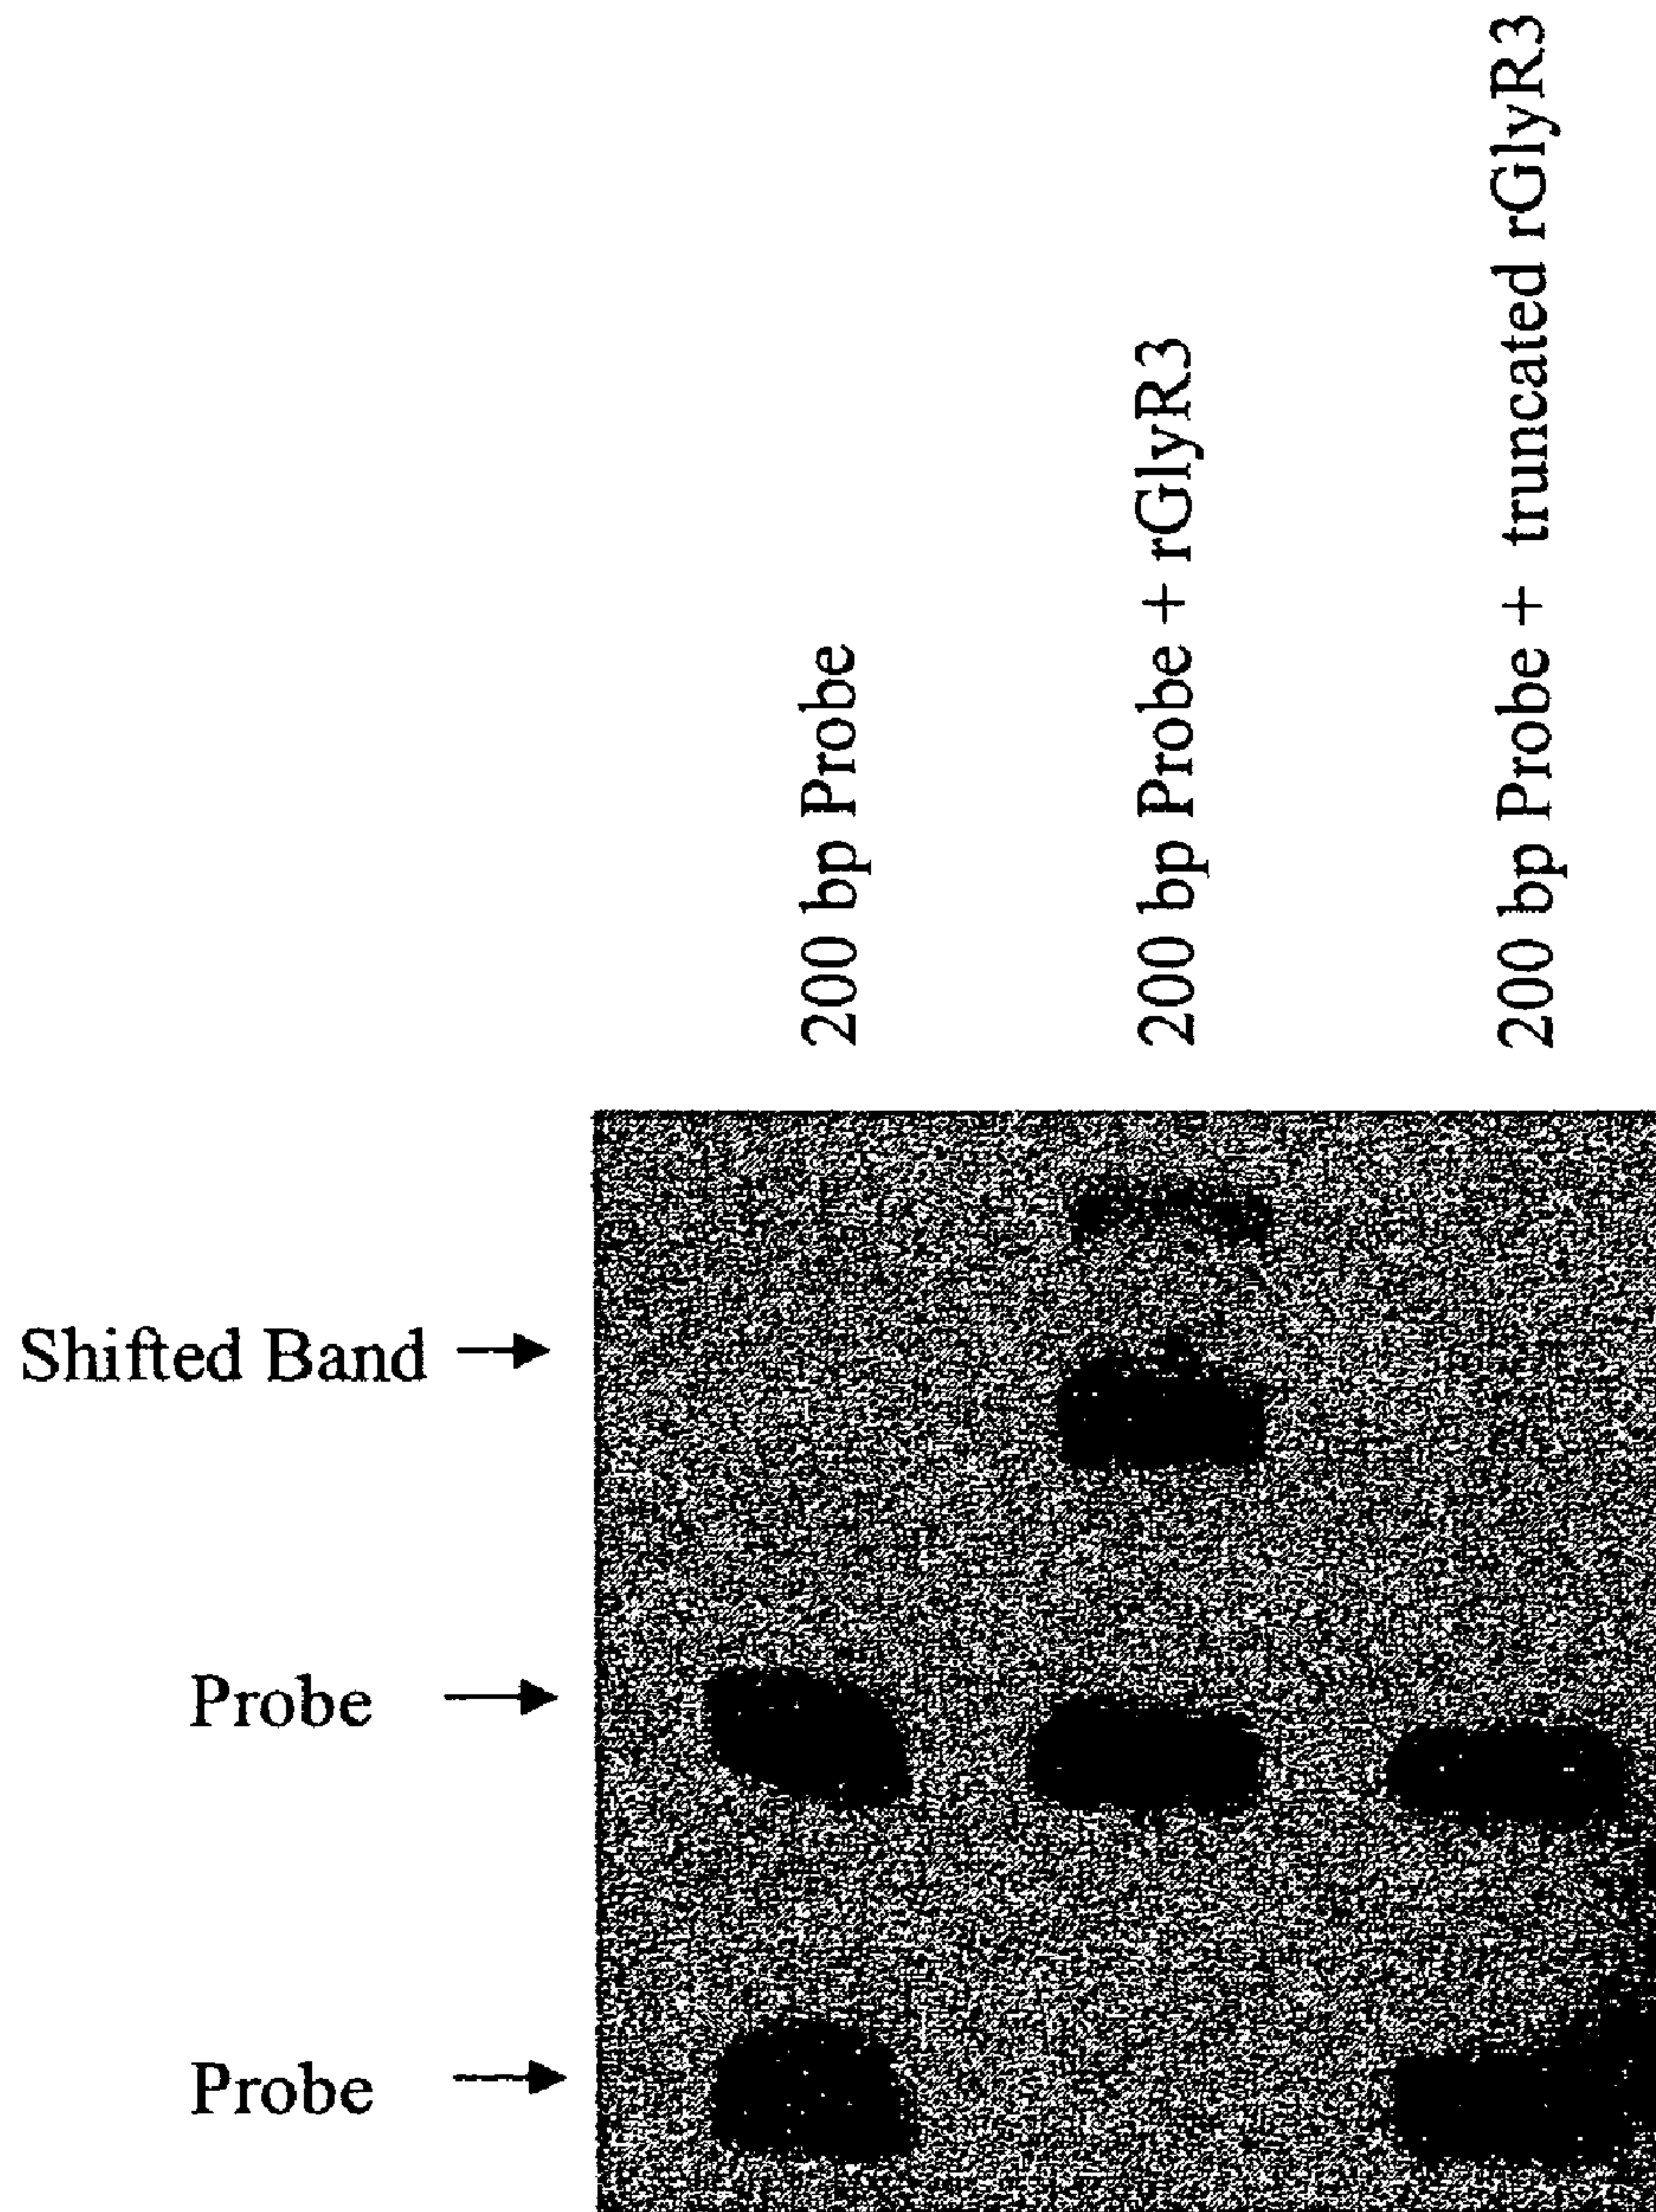 200 bp Probe
200 bp Probe + rGlyR3
200 bp Probe + truncated rGlyR3
Shifted Band
Probe
Probe